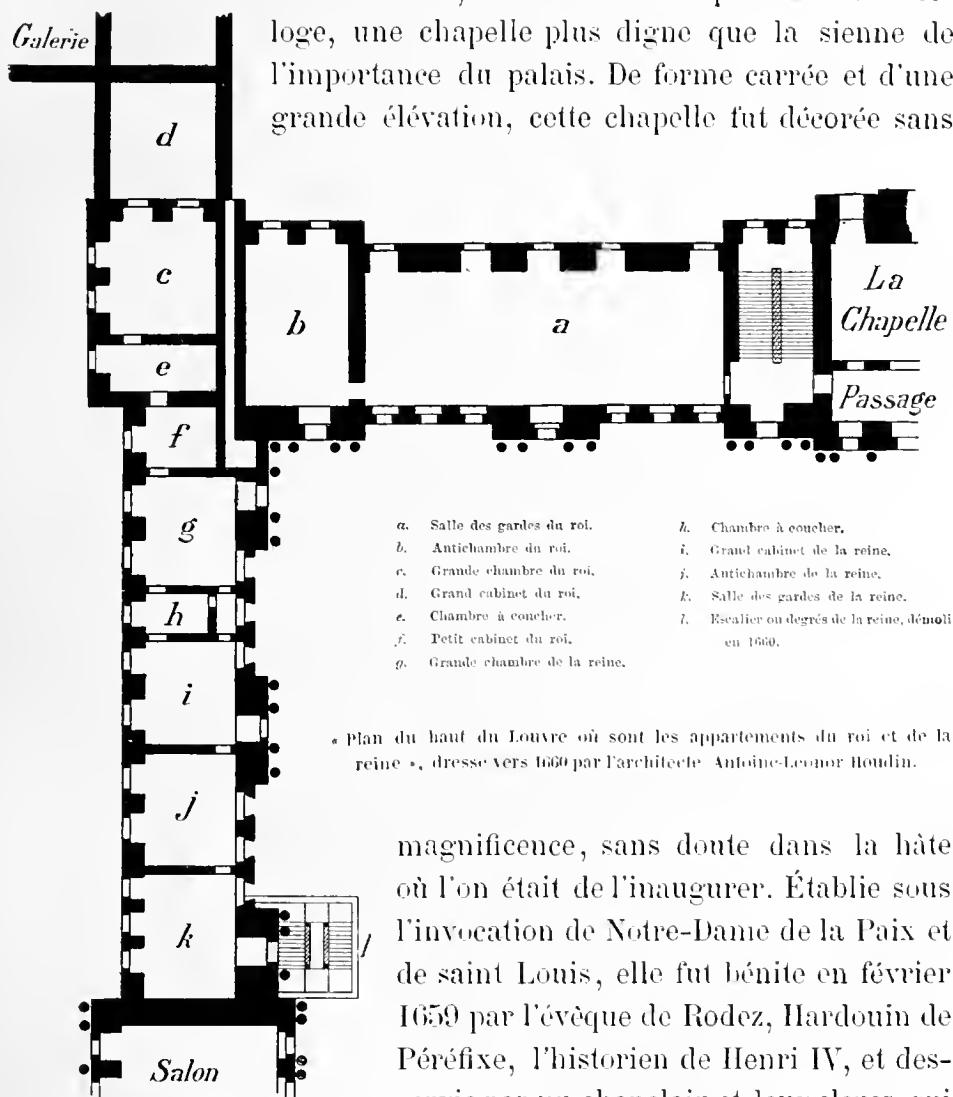 loge, une chapelle plus digne que la sienne de
l'importance du palais. De forme carrée et d'une
grande élévation, cette chapelle fut décorée sans
Galerie
d
c
b
a
La
Chapelle
e
Passage
f
g
h
i
j
k
l
Salon
a. Salle des gardes du roi.
b. Antichambre du roi.
c. Grande chambre du roi.
d. Grand cabinet du roi.
e. Chambre à coucher.
f. Petit cabinet du roi.
g. Grande chambre de la reine.
h. Chambre à coucher.
i. Grand cabinet de la reine.
j. Antichambre de la reine.
k. Salle des gardes de la reine.
l. Escalier ou degrés de la reine, démoli
en 1660.
« Plan du haut du Louvre où sont les appartements du roi et de la
reine », dressé vers 1660 par l'architecte Antoine-Léonor Houdin.
magnificence, sans doute dans la hâte
où l'on était de l'inaugurer. Établie sous
l'invocation de Notre-Dame de la Paix et
de saint Louis, elle fut bénite en février
1659 par l'évêque de Rodez, Hardouin de
Péréfixe, l'historien de Henri IV, et des-